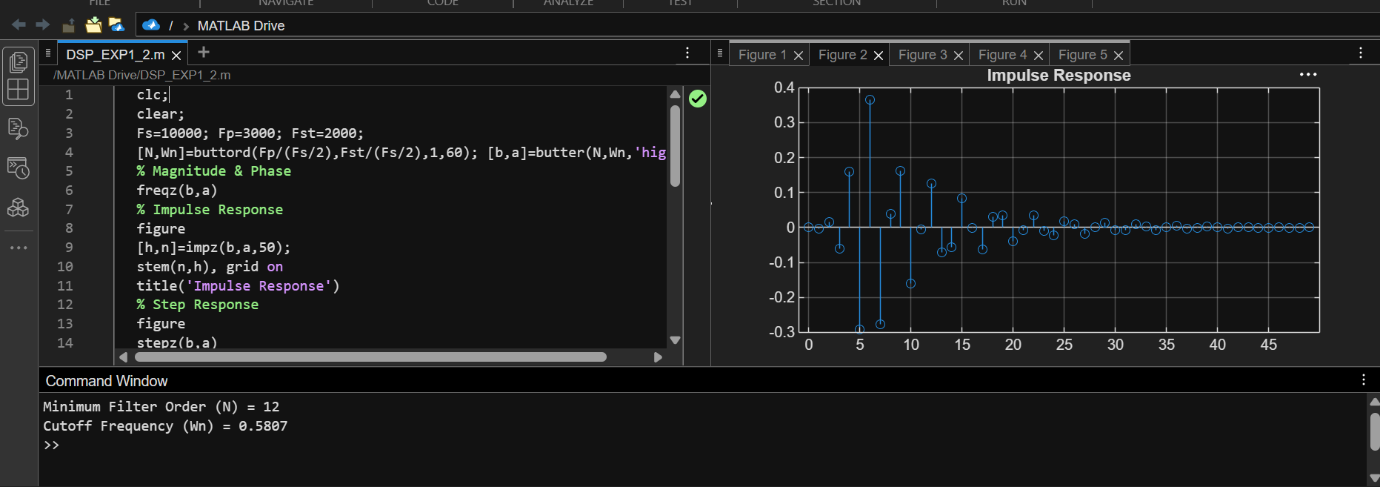 FILE NAVIGATE CODE ANALYZE TEST SECTION RUN
/ › MATLAB Drive
DSP_EXP1_2.m × +
/MATLAB Drive/DSP_EXP1_2.m
1 clc;
2 clear;
3 Fs=10000; Fp=3000; Fst=2000;
4 [N,Wn]=buttord(Fp/(Fs/2),Fst/(Fs/2),1,60); [b,a]=butter(N,Wn,'hig
5 % Magnitude & Phase
6 freqz(b,a)
7 % Impulse Response
8 figure
9 [h,n]=impz(b,a,50);
10 stem(n,h), grid on
11 title('Impulse Response')
12 % Step Response
13 figure
14 stepz(b,a)
Figure 1 × Figure 2 × Figure 3 × Figure 4 × Figure 5 ×
Impulse Response
0.4
0.3
0.2
0.1
0
-0.1
-0.2
-0.3
0 5 10 15 20 25 30 35 40 45
Command Window
Minimum Filter Order (N) = 12
Cutoff Frequency (Wn) = 0.5807
>>